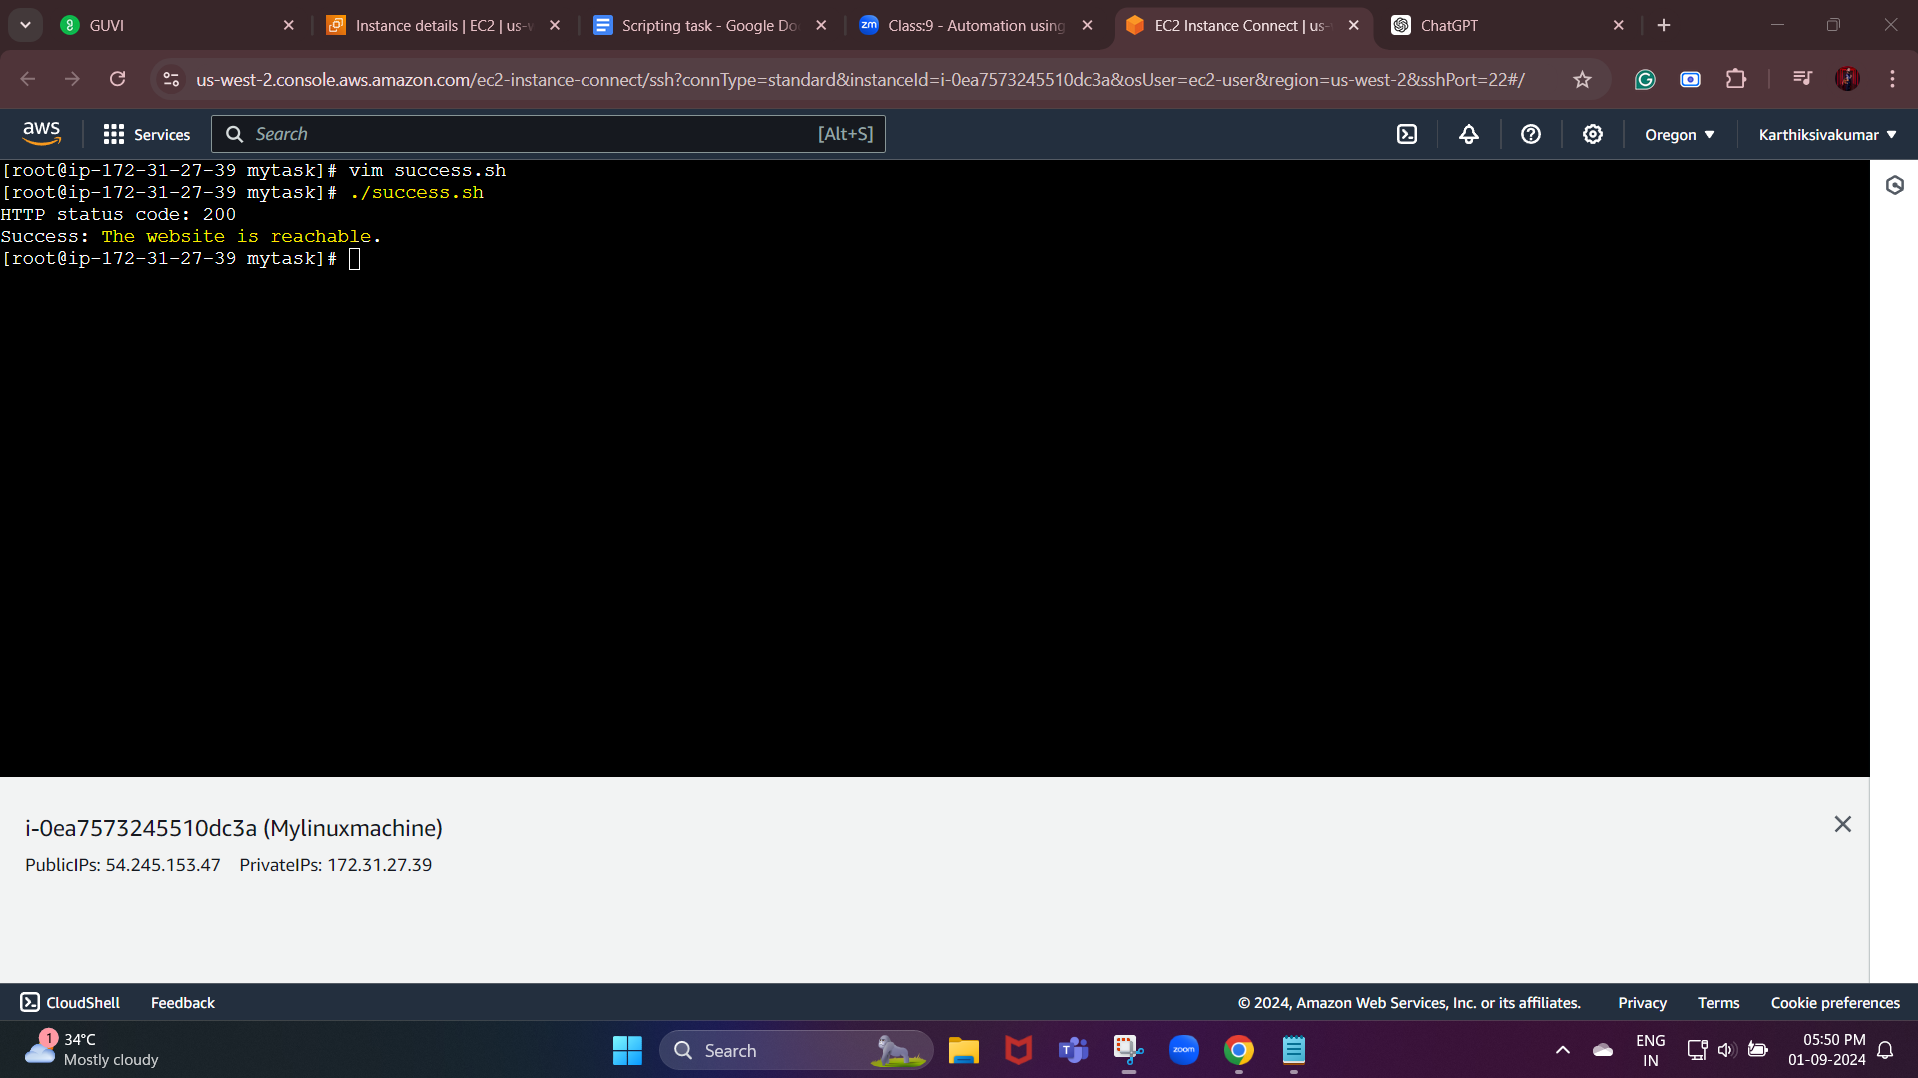 GUVI
Instance details | EC2 | us-w
Scripting task - Google Do
zm Class:9 - Automation using
EC2 Instance Connect | us-
ChatGPT
us-west-2.console.aws.amazon.com/ec2-instance-connect/ssh?connType=standard&instanceId=i-0ea7573245510dc3a&osUser=ec2-user&region=us-west-2&sshPort=22#/
aws
Services
Search [Alt+S]
Oregon
Karthiksivakumar
[root@ip-172-31-27-39 mytask]# vim success.sh
[root@ip-172-31-27-39 mytask]# ./success.sh
HTTP status code: 200
Success: The website is reachable.
[root@ip-172-31-27-39 mytask]#
i-0ea7573245510dc3a (Mylinuxmachine)
PublicIPs: 54.245.153.47 PrivateIPs: 172.31.27.39
CloudShell
Feedback
© 2024, Amazon Web Services, Inc. or its affiliates.
Privacy
Terms
Cookie preferences
1
34°C
Mostly cloudy
Search
zoom
ENG
IN
05:50 PM
01-09-2024